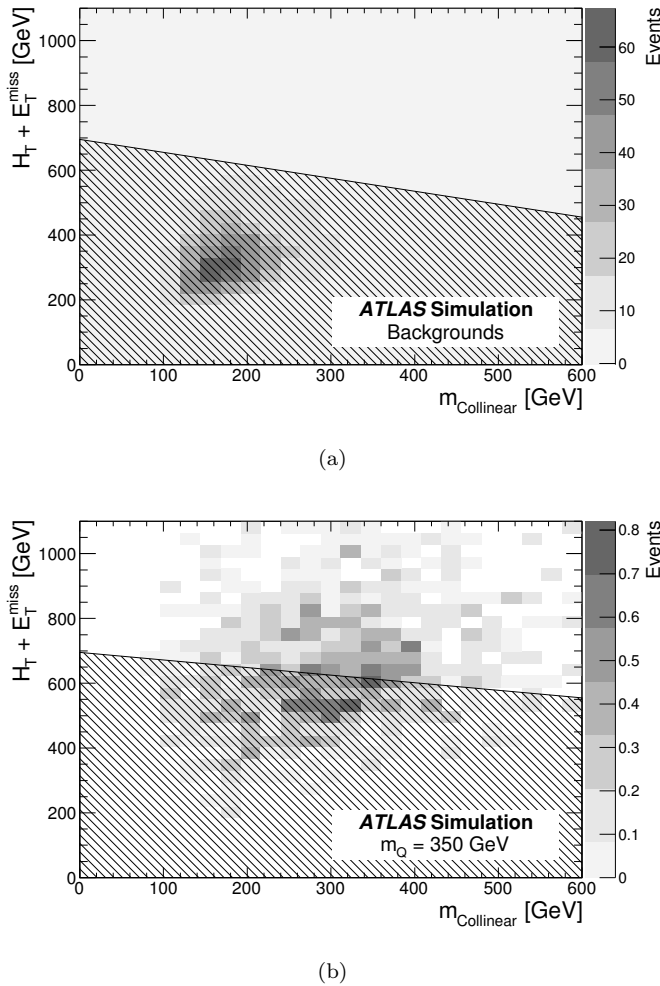 H_T + E_T^miss [GeV]
Events
1000
800
600
400
200
0
60
50
40
30
20
10
0
ATLAS Simulation
Backgrounds
0 100 200 300 400 500 600
m_Collinear [GeV]
(a)
H_T + E_T^miss [GeV]
Events
1000
800
600
400
200
0
0.8
0.7
0.6
0.5
0.4
0.3
0.2
0.1
0
ATLAS Simulation
m_Q = 350 GeV
0 100 200 300 400 500 600
m_Collinear [GeV]
(b)